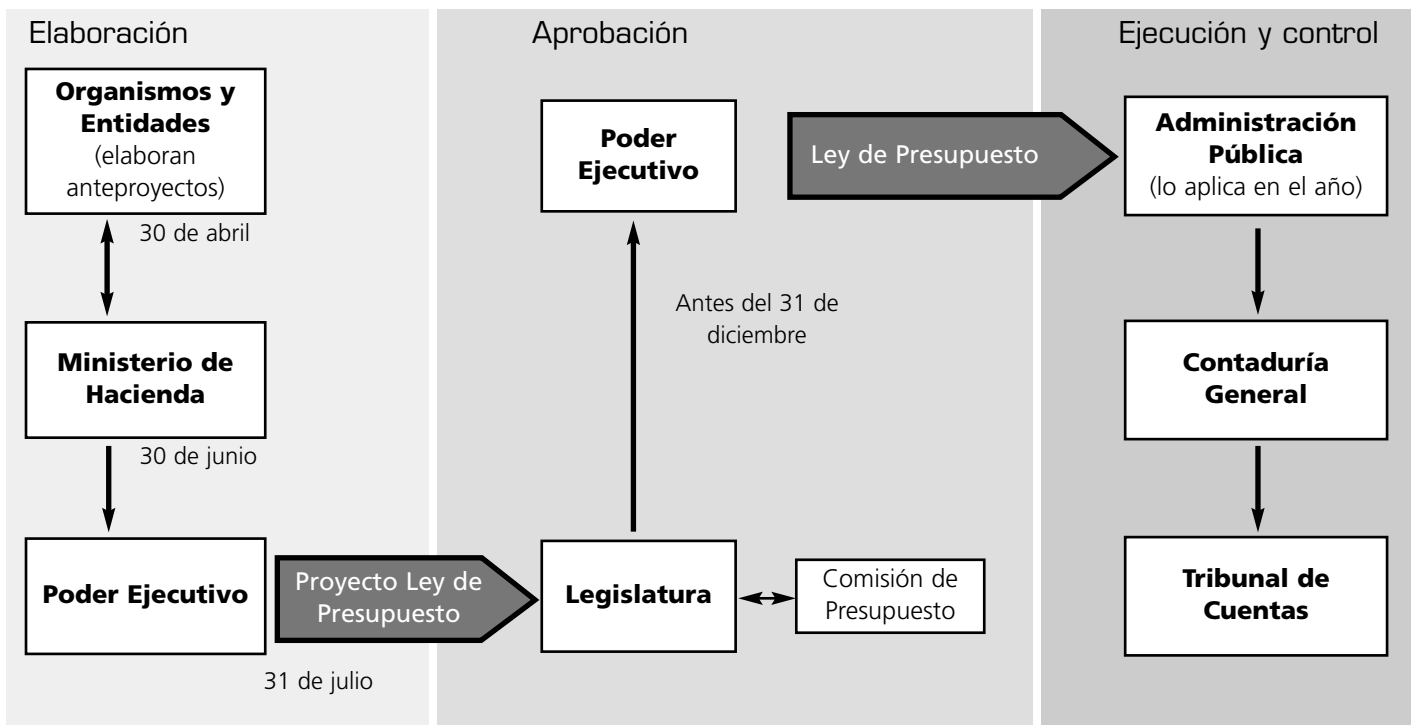 Elaboración
Organismos y
Entidades
(elaboran
anteproyectos)
30 de abril
Ministerio de
Hacienda
30 de junio
Poder Ejecutivo
Proyecto Ley de
Presupuesto
31 de julio
Aprobación
Poder
Ejecutivo
Antes del 31 de
diciembre
Legislatura
Comisión de
Presupuesto
Ley de Presupuesto
Ejecución y control
Administración
Pública
(lo aplica en el año)
Contaduría
General
Tribunal de
Cuentas